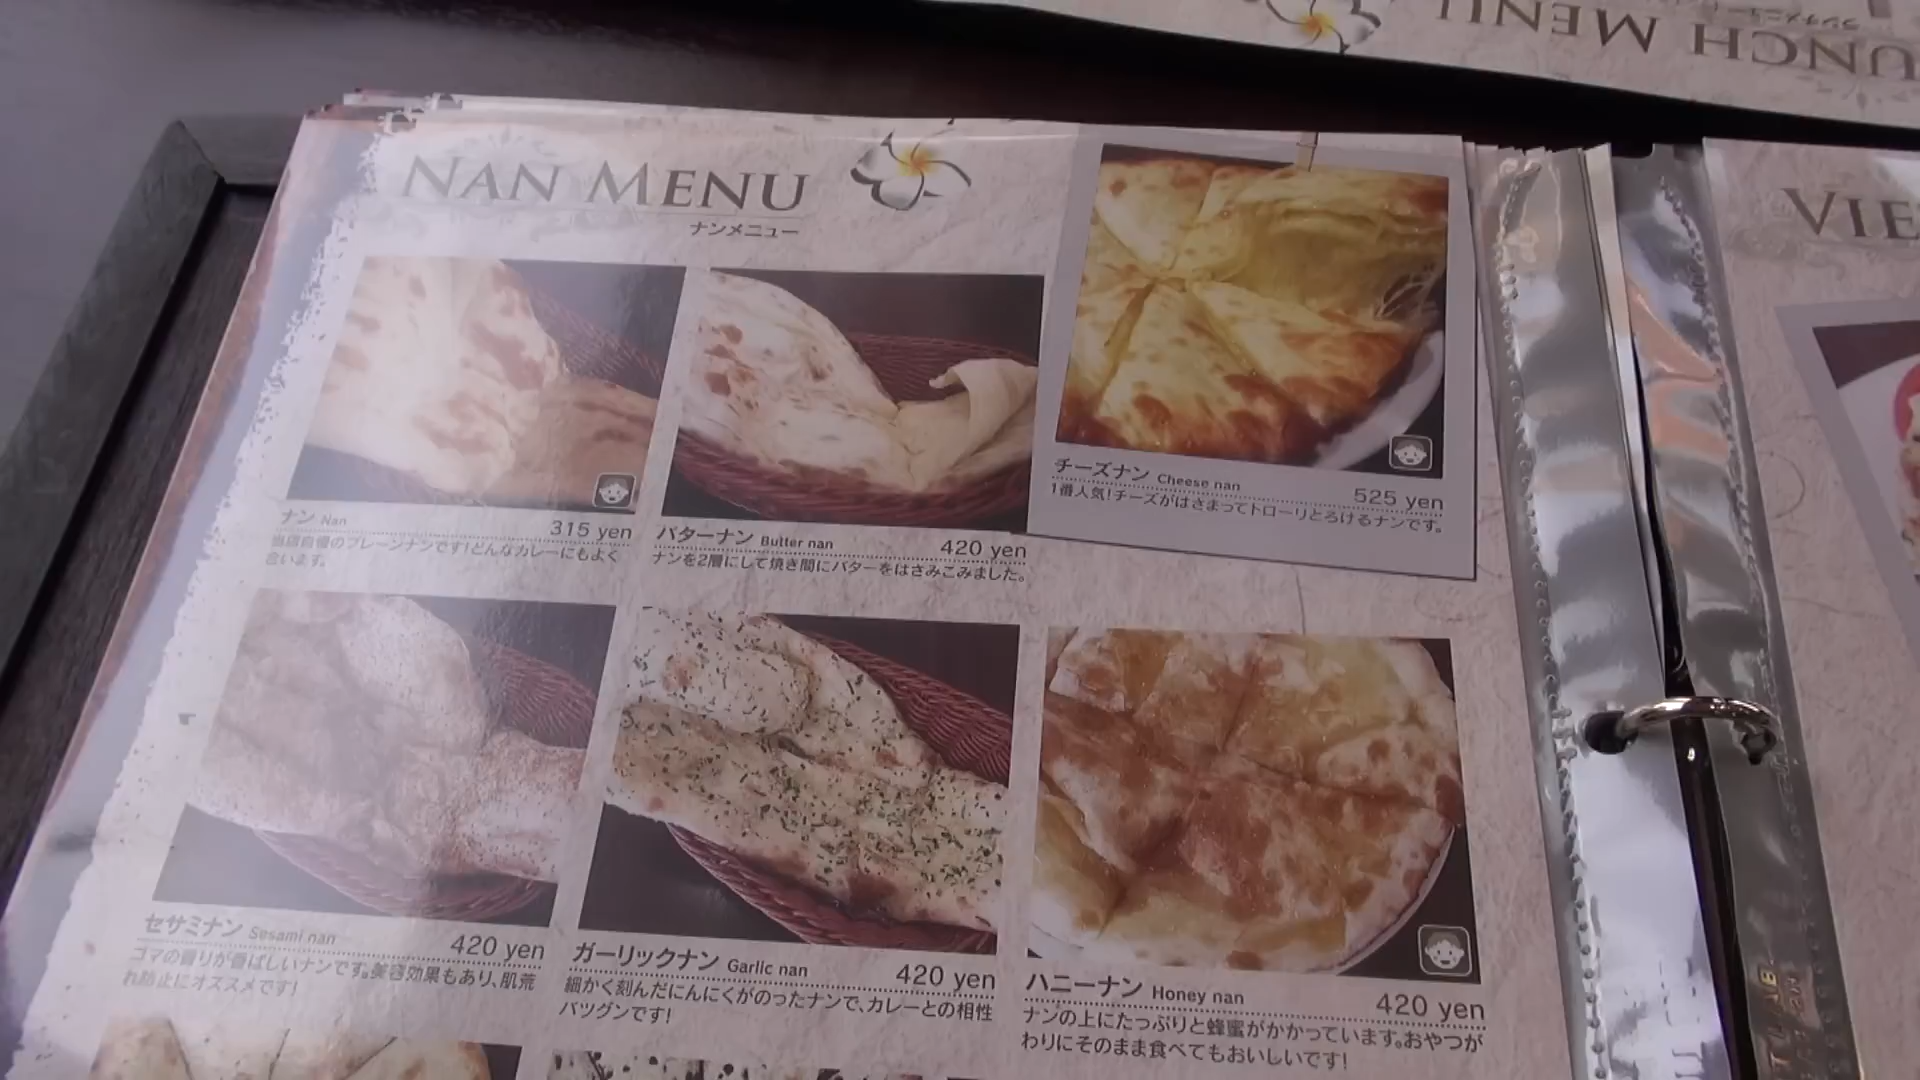 NAN MENU
ナンメニュー
ナン Nan
315 yen
当店自慢のプレーンナンです!どんなカレーにもよく
合います。
バターナン Butter nan
420 yen
ナンを2層にして焼き間にバターをはさみこみました。
チーズナン Cheese nan
525 yen
1番人気!チーズがはさまってトローリとろけるナンです。
セサミナン Sesami nan
420 yen
ゴマの香りが香ばしいナンです。美容効果もあり、肌荒
れ防止にオススメです!
ガーリックナン Garlic nan
420 yen
細かく刻んだにんにくがのったナンで、カレーとの相性
バツグンです!
ハニーナン Honey nan
420 yen
ナンの上にたっぷりと蜂蜜がかかっています。おやつが
わりにそのまま食べてもおいしいです!
UNCH MENU
ランチメニュー
VIE